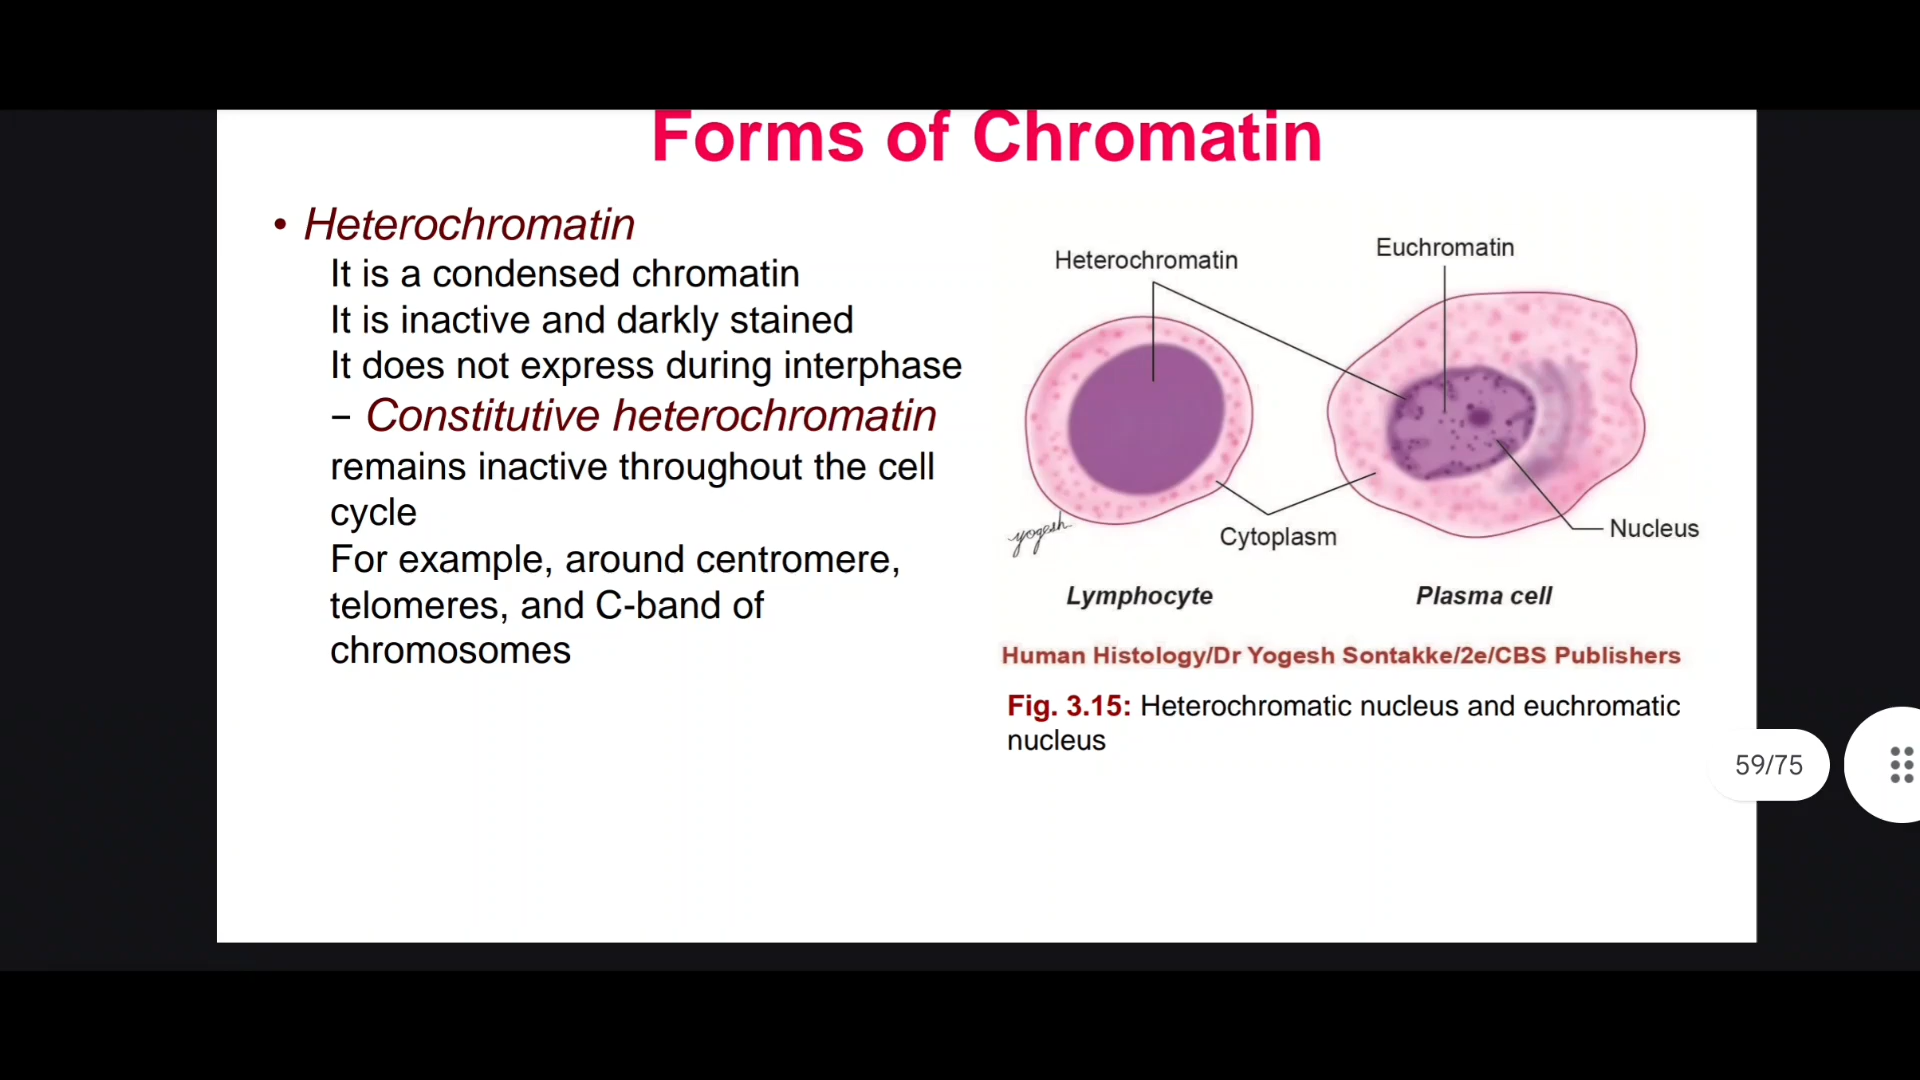 Forms of Chromatin
• Heterochromatin
It is a condensed chromatin
It is inactive and darkly stained
It does not express during interphase
– Constitutive heterochromatin
remains inactive throughout the cell
cycle
For example, around centromere,
telomeres, and C-band of
chromosomes
Heterochromatin
Euchromatin
Cytoplasm
Nucleus
yogesh
Lymphocyte
Plasma cell
Human Histology/Dr Yogesh Sontakke/2e/CBS Publishers
Fig. 3.15: Heterochromatic nucleus and euchromatic
nucleus
59/75